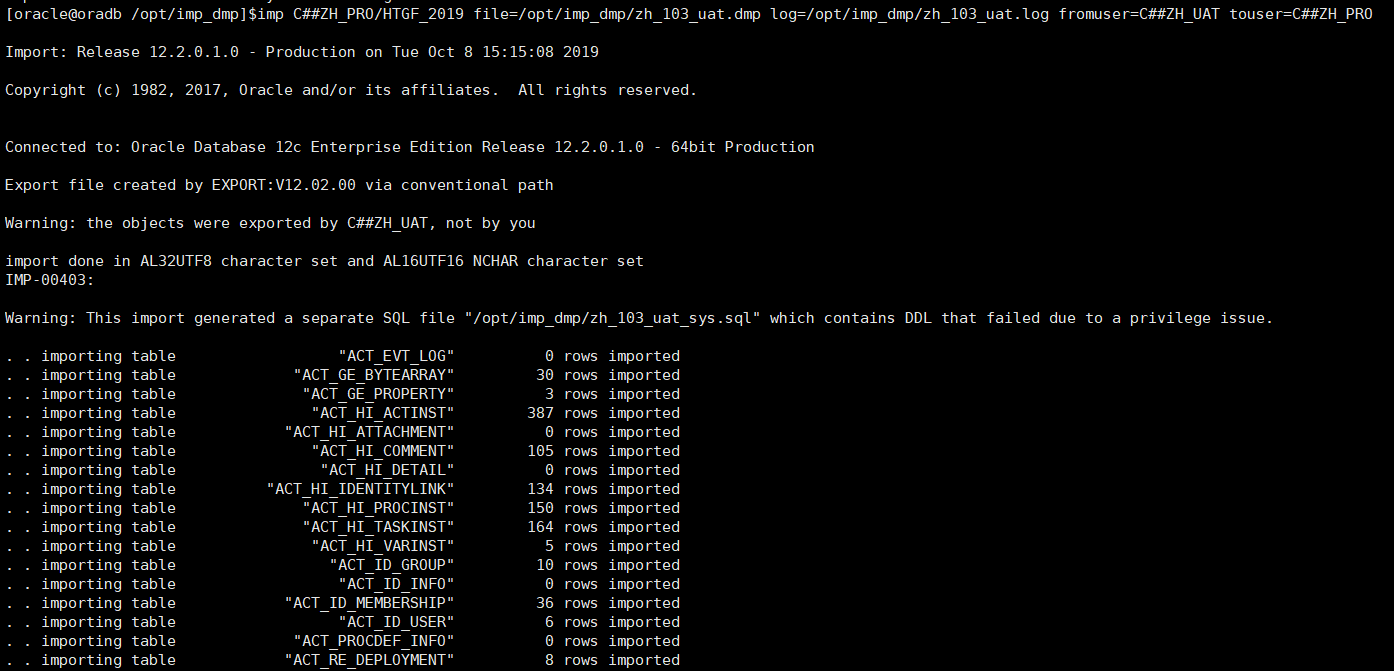 [oracle@oradb /opt/imp_dmp]$imp C##ZH_PRO/HTGF_2019 file=/opt/imp_dmp/zh_103_uat.dmp log=/opt/imp_dmp/zh_103_uat.log fromuser=C##ZH_UAT touser=C##ZH_PRO
Import: Release 12.2.0.1.0 - Production on Tue Oct 8 15:15:08 2019
Copyright (c) 1982, 2017, Oracle and/or its affiliates.  All rights reserved.
Connected to: Oracle Database 12c Enterprise Edition Release 12.2.0.1.0 - 64bit Production
Export file created by EXPORT:V12.02.00 via conventional path
Warning: the objects were exported by C##ZH_UAT, not by you
import done in AL32UTF8 character set and AL16UTF16 NCHAR character set
IMP-00403:
Warning: This import generated a separate SQL file "/opt/imp_dmp/zh_103_uat_sys.sql" which contains DDL that failed due to a privilege issue.
. . importing table                  "ACT_EVT_LOG"          0 rows imported
. . importing table             "ACT_GE_BYTEARRAY"         30 rows imported
. . importing table              "ACT_GE_PROPERTY"          3 rows imported
. . importing table               "ACT_HI_ACTINST"        387 rows imported
. . importing table            "ACT_HI_ATTACHMENT"          0 rows imported
. . importing table               "ACT_HI_COMMENT"        105 rows imported
. . importing table                "ACT_HI_DETAIL"          0 rows imported
. . importing table          "ACT_HI_IDENTITYLINK"        134 rows imported
. . importing table              "ACT_HI_PROCINST"        150 rows imported
. . importing table              "ACT_HI_TASKINST"        164 rows imported
. . importing table               "ACT_HI_VARINST"          5 rows imported
. . importing table                 "ACT_ID_GROUP"         10 rows imported
. . importing table                  "ACT_ID_INFO"          0 rows imported
. . importing table            "ACT_ID_MEMBERSHIP"         36 rows imported
. . importing table                  "ACT_ID_USER"          6 rows imported
. . importing table             "ACT_PROCDEF_INFO"          0 rows imported
. . importing table            "ACT_RE_DEPLOYMENT"          8 rows imported